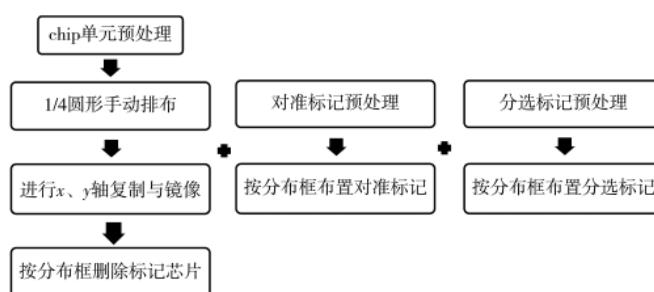 chip单元预处理
1/4圆形手动排布
对准标记预处理
分选标记预处理
进行x、y轴复制与镜像
按分布框布置对准标记
按分布框布置分选标记
按分布框删除标记芯片